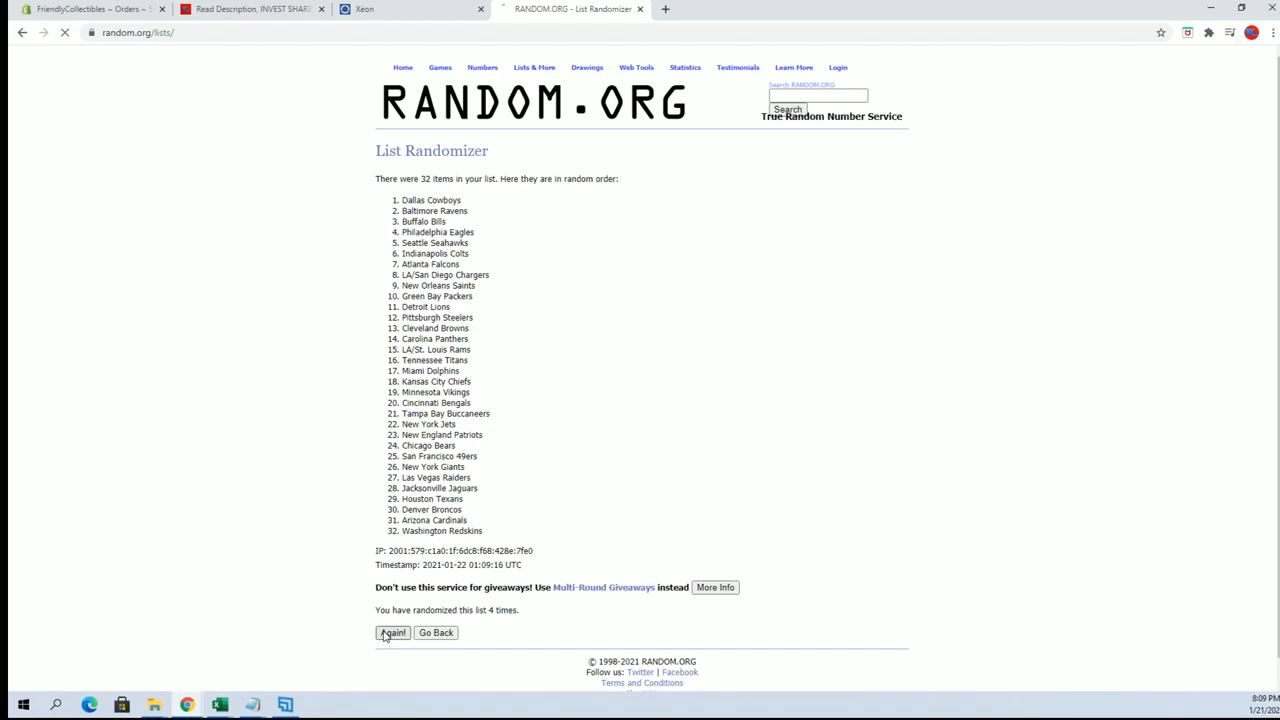 FriendlyCollectibles ~ Orders ~ S
Read Description, INVEST SHARE
Xeon
RANDOM.ORG - List Randomizer
random.org/lists/
Home Games Numbers Lists & More Drawings Web Tools Statistics Testimonials Learn More Login
Search RANDOM.ORG
RANDOM.ORG
Search
True Random Number Service
List Randomizer
There were 32 items in your list. Here they are in random order:
1. Dallas Cowboys
2. Baltimore Ravens
3. Buffalo Bills
4. Philadelphia Eagles
5. Seattle Seahawks
6. Indianapolis Colts
7. Atlanta Falcons
8. LA/San Diego Chargers
9. New Orleans Saints
10. Green Bay Packers
11. Detroit Lions
12. Pittsburgh Steelers
13. Cleveland Browns
14. Carolina Panthers
15. LA/St. Louis Rams
16. Tennessee Titans
17. Miami Dolphins
18. Kansas City Chiefs
19. Minnesota Vikings
20. Cincinnati Bengals
21. Tampa Bay Buccaneers
22. New York Jets
23. New England Patriots
24. Chicago Bears
25. San Francisco 49ers
26. New York Giants
27. Las Vegas Raiders
28. Jacksonville Jaguars
29. Houston Texans
30. Denver Broncos
31. Arizona Cardinals
32. Washington Redskins
IP: 2001:579:c1a0:1f:6dc8:f68:428e:7fe0
Timestamp: 2021-01-22 01:09:16 UTC
Don't use this service for giveaways! Use Multi-Round Giveaways instead More Info
You have randomized this list 4 times.
Again! Go Back
© 1998-2021 RANDOM.ORG
Follow us: Twitter | Facebook
Terms and Conditions
8:09 PM
1/21/202